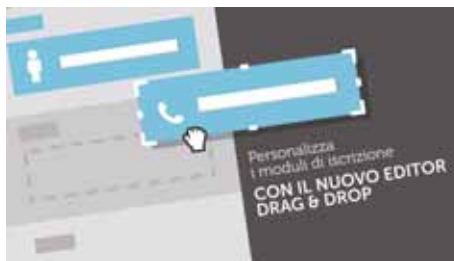 Personalizza
i moduli di iscrizione
CON IL NUOVO EDITOR
DRAG & DROP